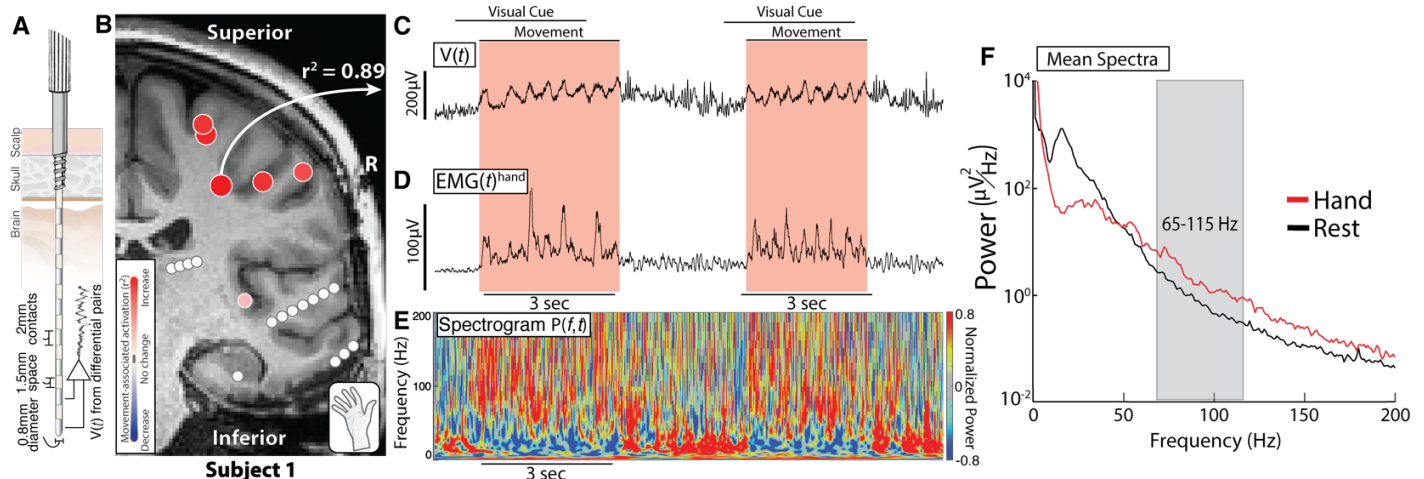 A
Scalp
Skull
Brain
2mm
contacts
1.5mm
space
0.8mm
diameter
V(t) from differential pairs
B
Superior
r² = 0.89
R
Movement-associated activation (r²)
Decrease
No change
Increase
Inferior
Subject 1
C
Visual Cue
Movement
Visual Cue
Movement
V(t)
200μV
D
EMG(t)hand
100μV
3 sec
3 sec
E
Spectrogram P(f,t)
Frequency (Hz)
200
100
0
0.8
0
-0.8
Normalized Power
3 sec
F
Mean Spectra
Power (μV²/Hz)
10⁴
10²
10⁰
10⁻²
65-115 Hz
Hand
Rest
0
50
100
150
200
Frequency (Hz)